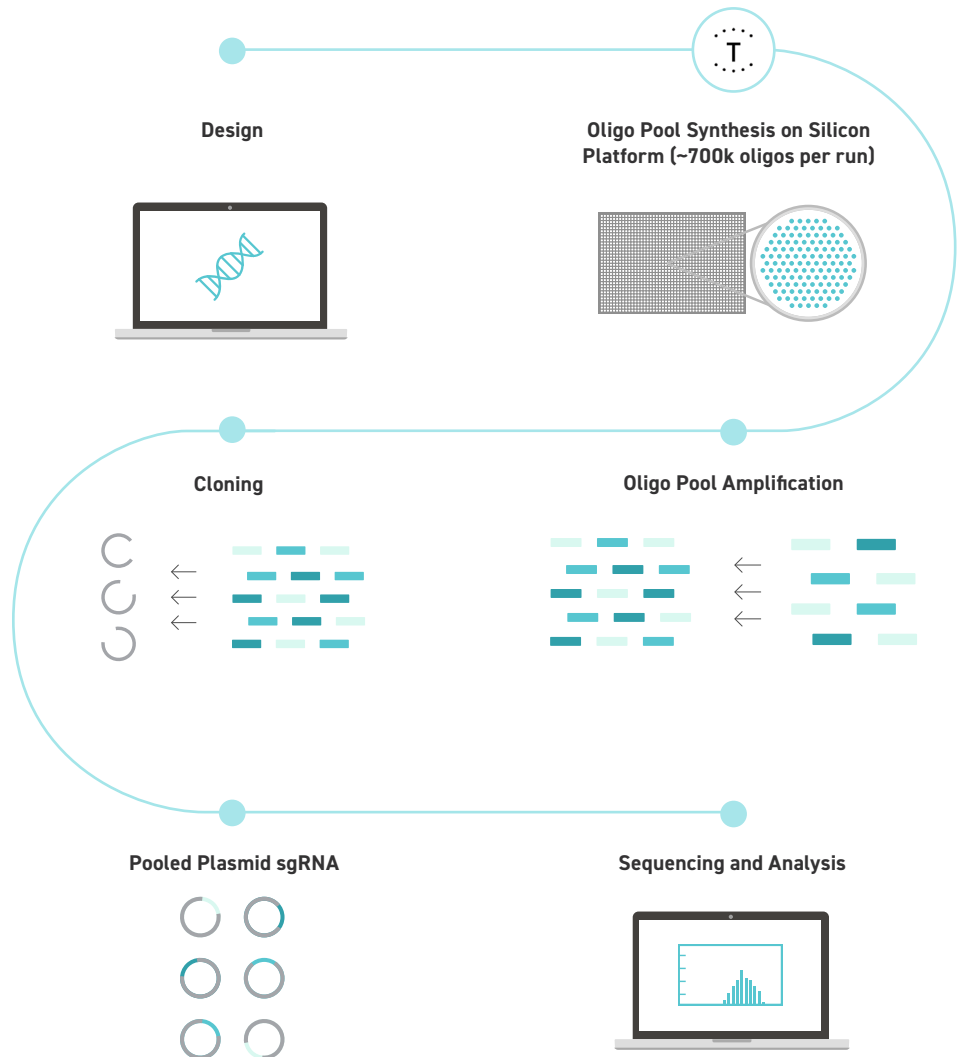 T
Design
Oligo Pool Synthesis on Silicon
Platform (~700k oligos per run)
Cloning
Oligo Pool Amplification
Pooled Plasmid sgRNA
Sequencing and Analysis